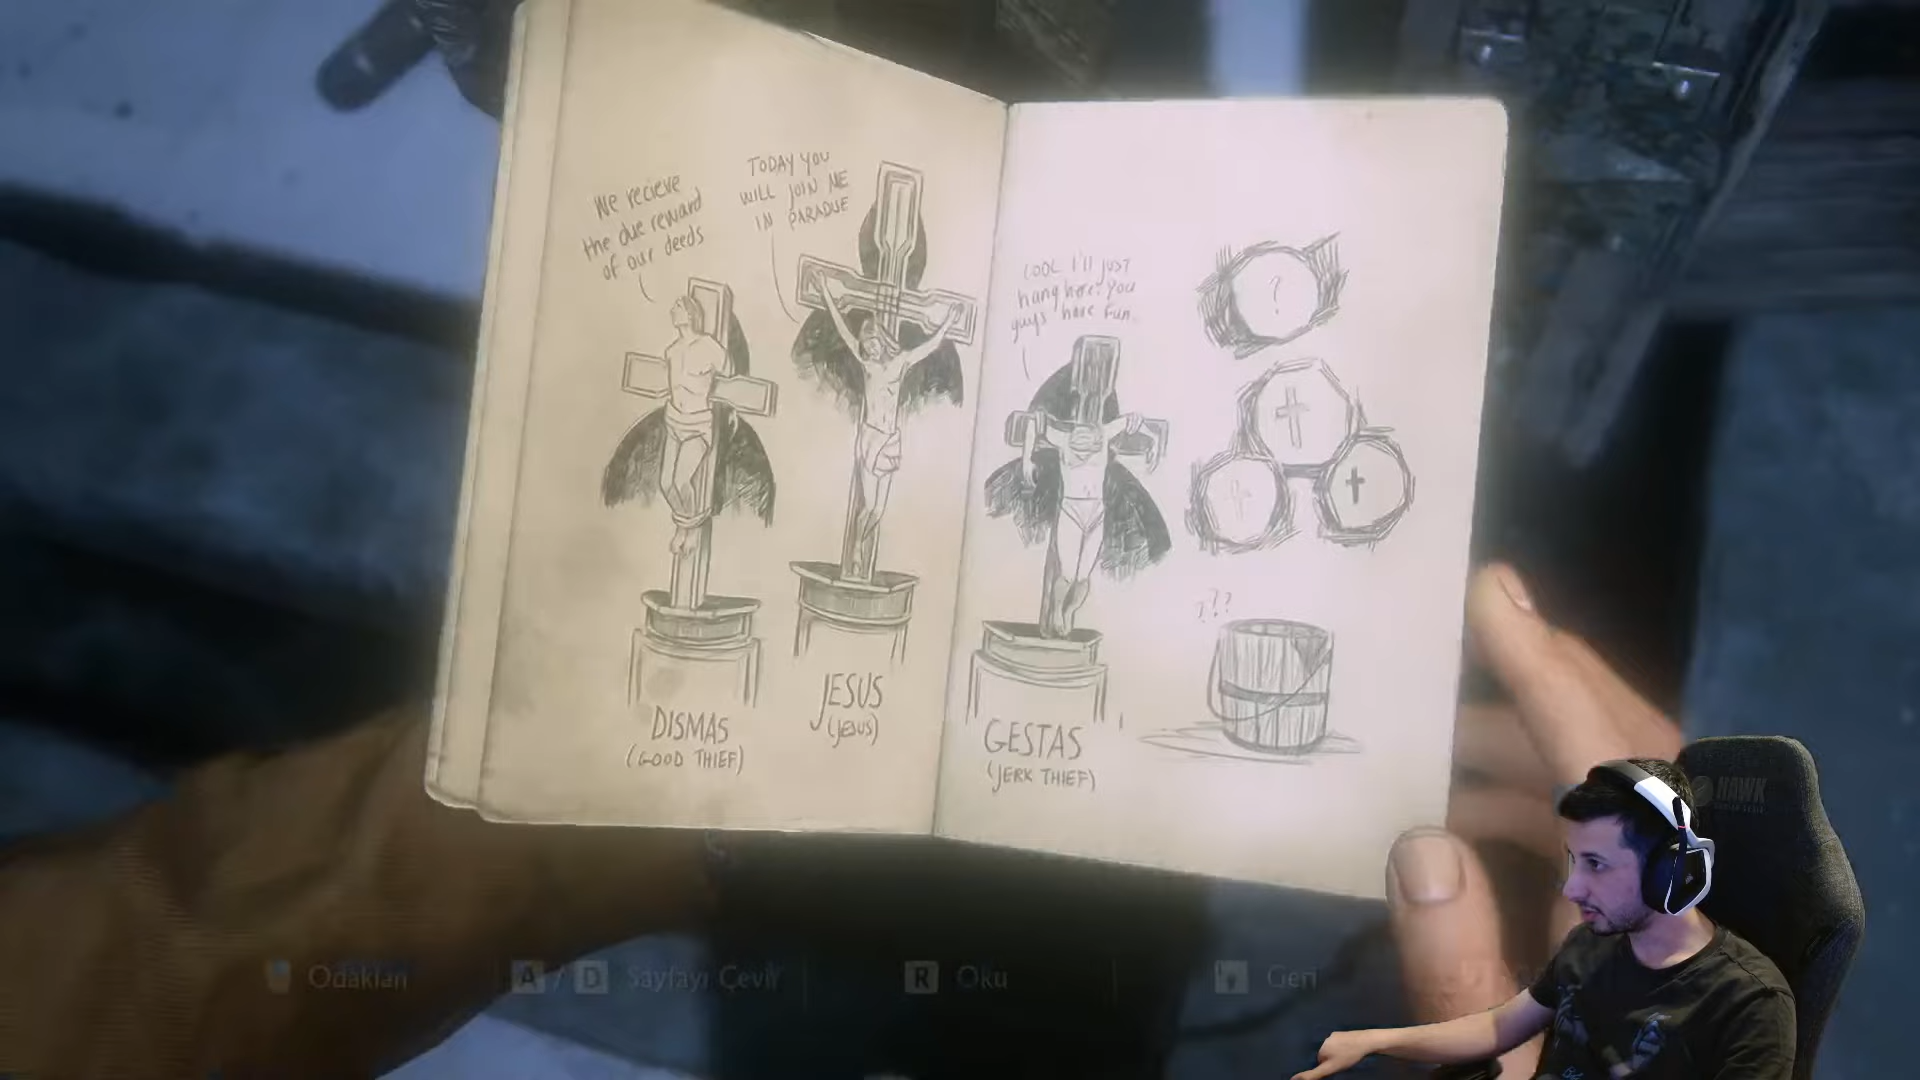 We recieve
the due reward
of our deeds
TODAY YOU
WILL JOIN ME
IN PARADISE
COOL I'll JUST
hang here. you
guys have fun.
?
???
DISMAS
(GOOD THIEF)
JESUS
(JESUS)
GESTAS
(JERK THIEF)
HAWK
Odaklan
A / D Sayfayı Çevir
R Oku
Geri